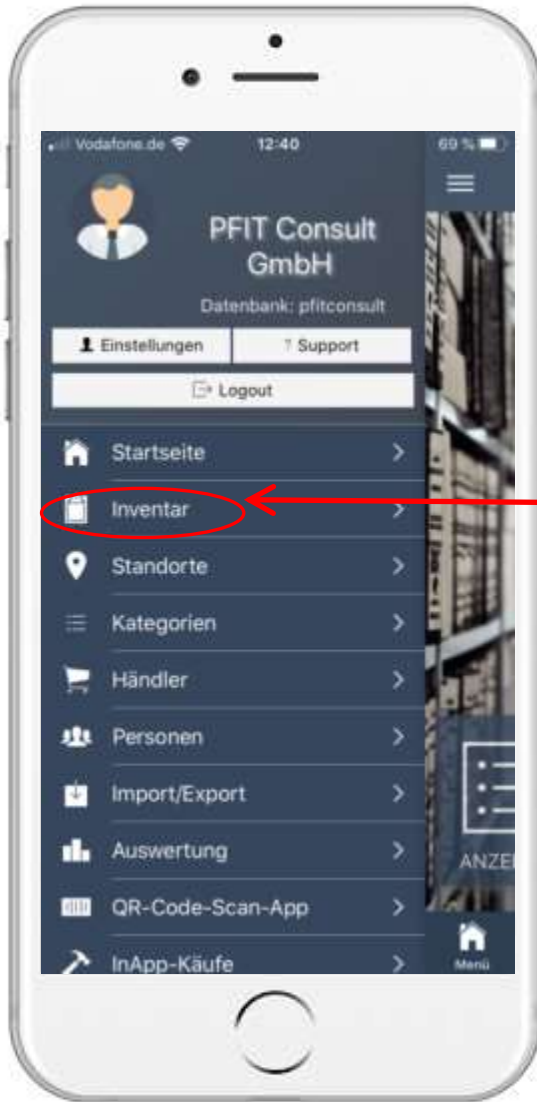 Vodafone.de 12:40 69 %
PFIT Consult
GmbH
Datenbank: pfitconsult
Einstellungen ? Support
Logout
Startseite
Inventar
Standorte
Kategorien
Händler
Personen
Import/Export
Auswertung
QR-Code-Scan-App
InApp-Käufe
ANZEI
Menü